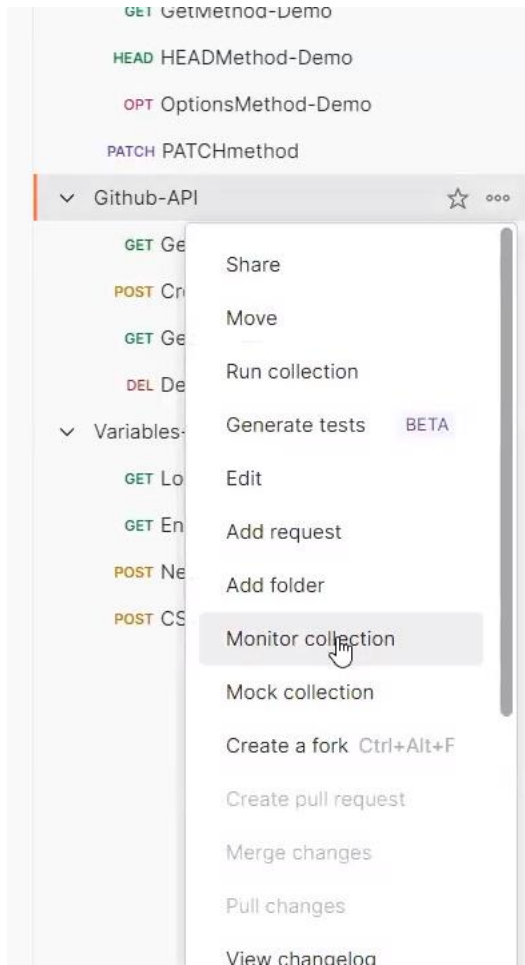 GET GetMethod-Demo
HEAD HEADMethod-Demo
OPT OptionsMethod-Demo
PATCH PATCHmethod
Github-API
GET Ge
Share
POST Cr
Move
GET Ge
Run collection
DEL De
Generate tests BETA
Variables-
Edit
GET Lo
Add request
GET En
Add folder
POST Ne
Monitor collection
POST CS
Mock collection
Create a fork Ctrl+Alt+F
Create pull request
Merge changes
Pull changes
View changelog